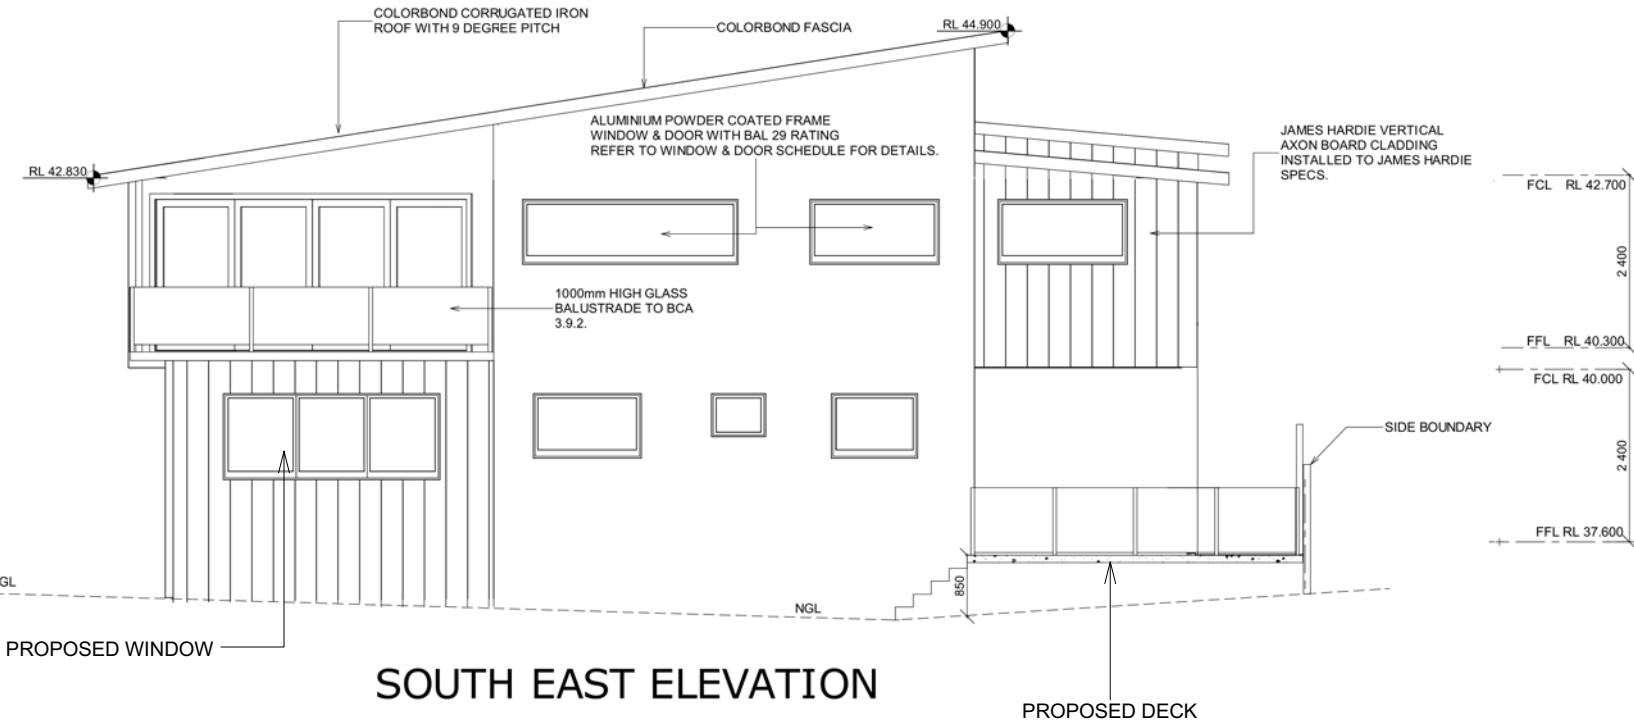 COLORBOND CORRUGATED IRON
ROOF WITH 9 DEGREE PITCH
COLORBOND FASCIA
RL 44.900
ALUMINIUM POWDER COATED FRAME
WINDOW & DOOR WITH BAL 29 RATING
REFER TO WINDOW & DOOR SCHEDULE FOR DETAILS.
JAMES HARDIE VERTICAL
AXON BOARD CLADDING
INSTALLED TO JAMES HARDIE
SPECS.
RL 42.830
FCL RL 42.700
2 400
1000mm HIGH GLASS
BALUSTRADE TO BCA
3.9.2.
FFL RL 40.300
FCL RL 40.000
SIDE BOUNDARY
2 400
FFL RL 37.600
GL
850
NGL
PROPOSED WINDOW
SOUTH EAST ELEVATION
PROPOSED DECK